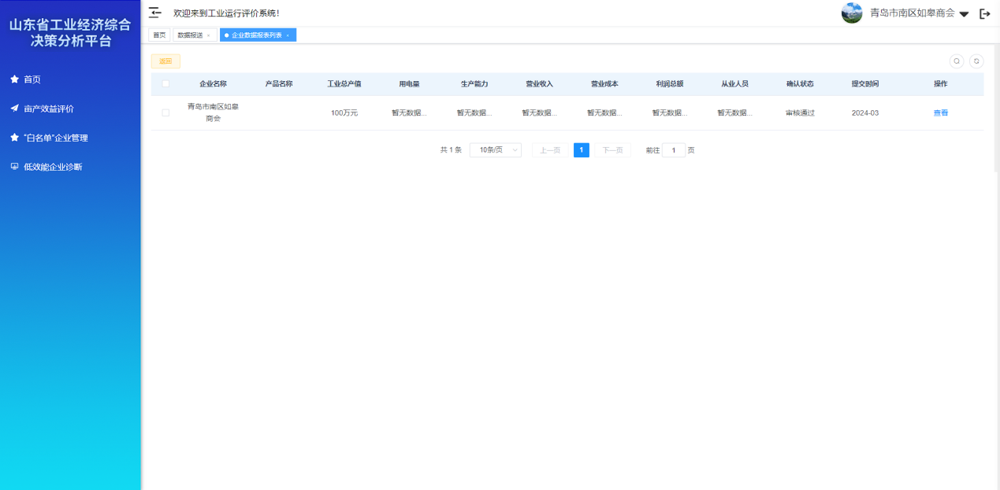 山东省工业经济综合
决策分析平台
首页
亩产效益评价
"白名单"企业管理
低效能企业诊断
欢迎来到工业运行评价系统！
青岛市南区如皋商会
首页 数据报送 × 企业数据报表列表 ×
返回
企业名称 产品名称 工业总产值 用电量 生产能力 营业收入 营业成本 利润总额 从业人员 确认状态 提交时间 操作
青岛市南区如皋
商会
100万元 暂无数据... 暂无数据... 暂无数据... 暂无数据... 暂无数据... 暂无数据... 审核通过 2024-03 查看
共 1 条 10条/页 上一页 1 下一页 前往 1 页